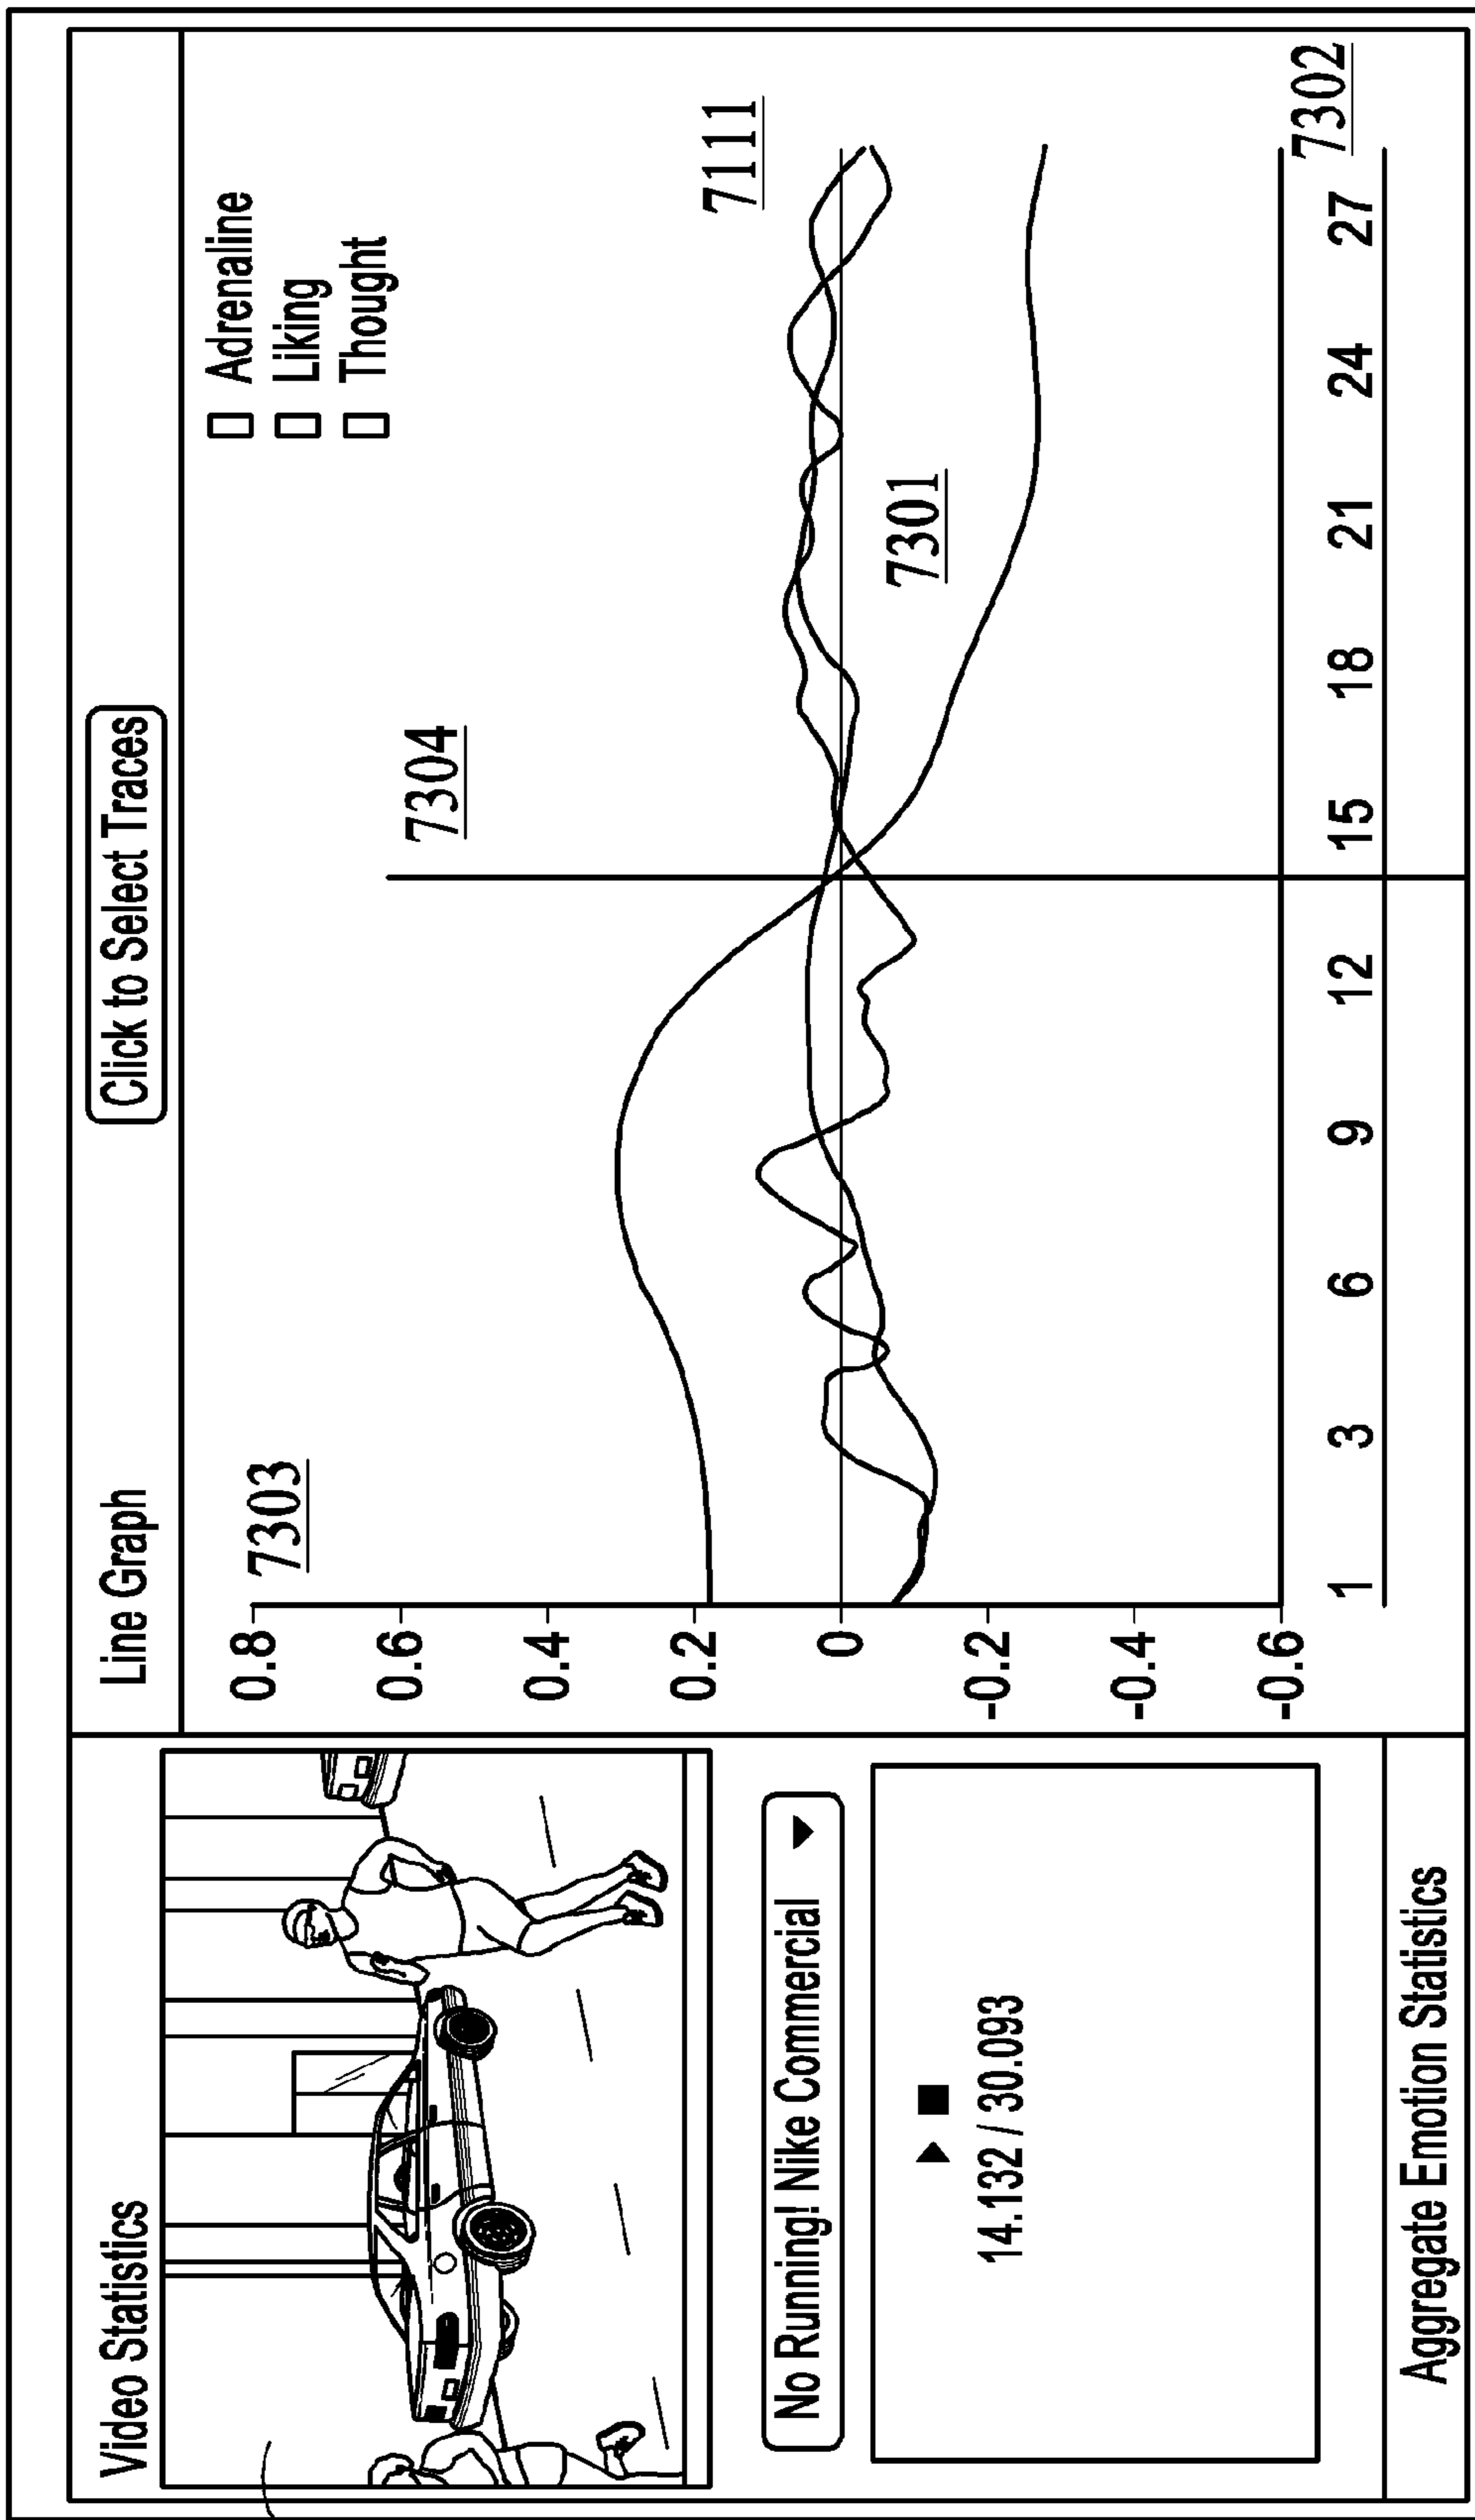 Video Statistics
No Running! Nike Commercial ▼
▶ ■
14.132 / 30.093
Aggregate Emotion Statistics
Line Graph
Click to Select Traces
7303
0.8
0.6
0.4
0.2
0
-0.2
-0.4
-0.6
7304
Adrenaline
Liking
Thought
7111
7301
7302
1 3 6 9 12 15 18 21 24 27